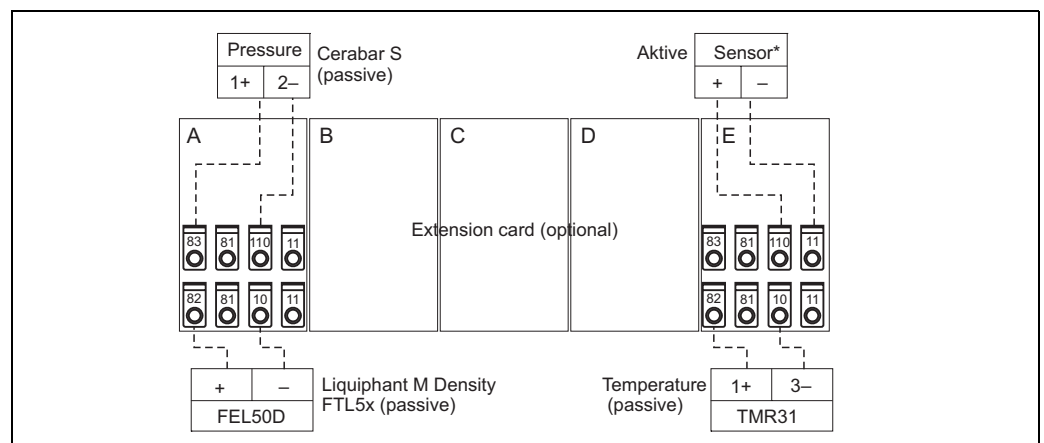 Pressure
1+ 2–
Cerabar S
(passive)
Aktive
Sensor*
+ –
A B C D E
83 81 110 11
83 81 110 11
Extension card (optional)
82 81 10 11
82 81 10 11
+ –
FEL50D
Liquiphant M Density
FTL5x (passive)
Temperature
(passive)
1+ 3–
TMR31